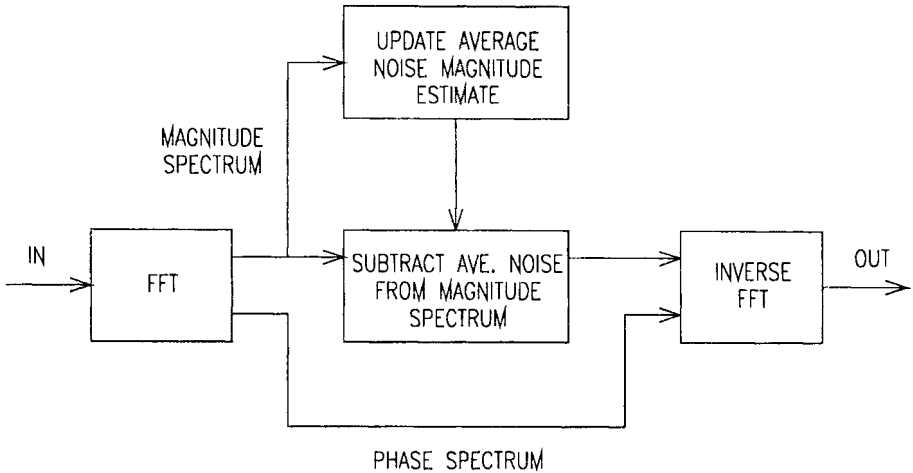 UPDATE AVERAGE
NOISE MAGNITUDE
ESTIMATE
MAGNITUDE
SPECTRUM
IN
FFT
SUBTRACT AVE. NOISE
FROM MAGNITUDE
SPECTRUM
INVERSE
FFT
OUT
PHASE SPECTRUM